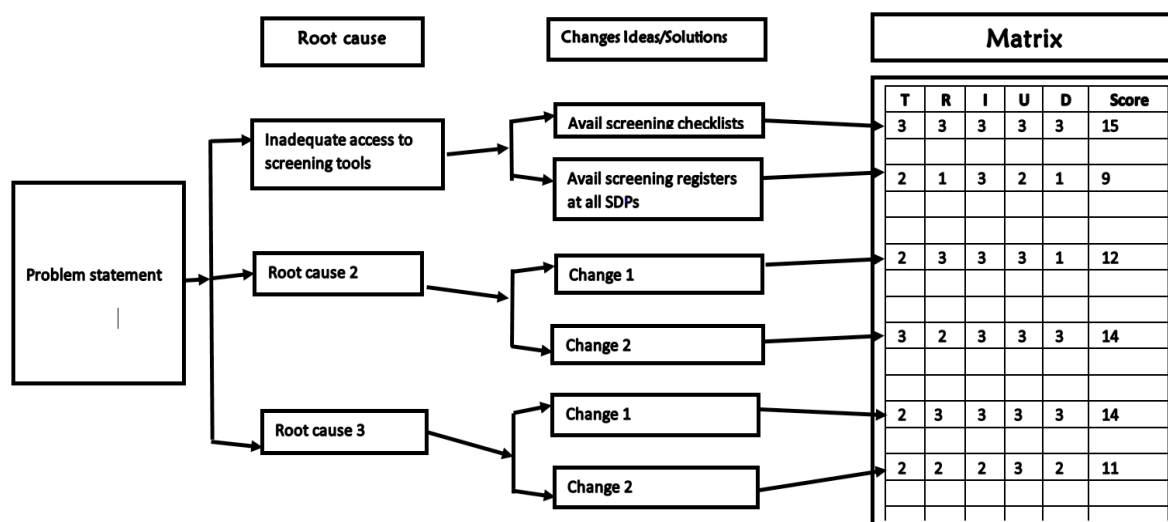 Root cause
Changes Ideas/Solutions
Matrix
T R I U D Score
Avail screening checklists
3 3 3 3 3 15
Inadequate access to
screening tools
Avail screening registers
at all SDPs
2 1 3 2 1 9
Problem statement
Root cause 2
Change 1
2 3 3 3 1 12
Change 2
3 2 3 3 3 14
Root cause 3
Change 1
2 3 3 3 3 14
Change 2
2 2 2 3 2 11